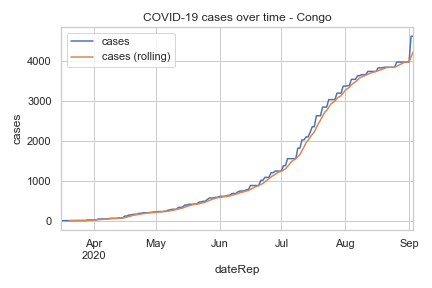 COVID-19 cases over time - Congo
cases
cases (rolling)
4000
3000
2000
1000
0
cases
Apr
2020
May
Jun
Jul
Aug
Sep
dateRep